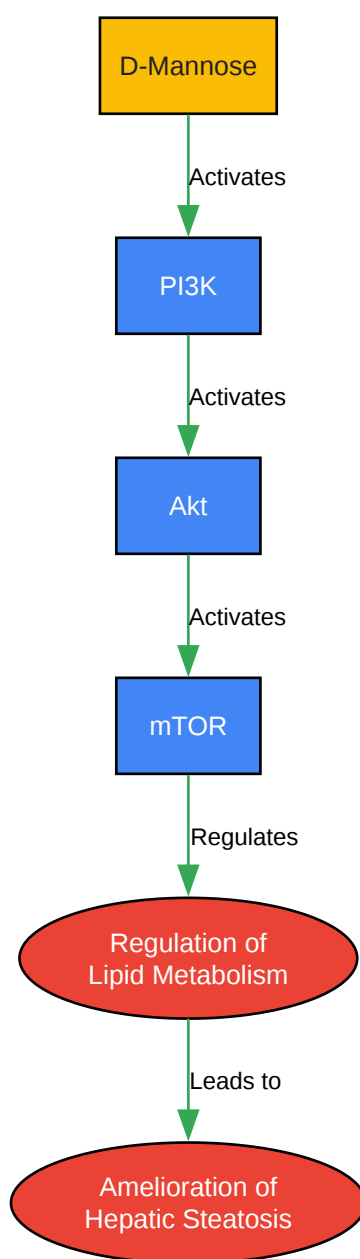 D-Mannose
Activates
PI3K
Activates
Akt
Activates
mTOR
Regulates
Regulation of
Lipid Metabolism
Leads to
Amelioration of
Hepatic Steatosis